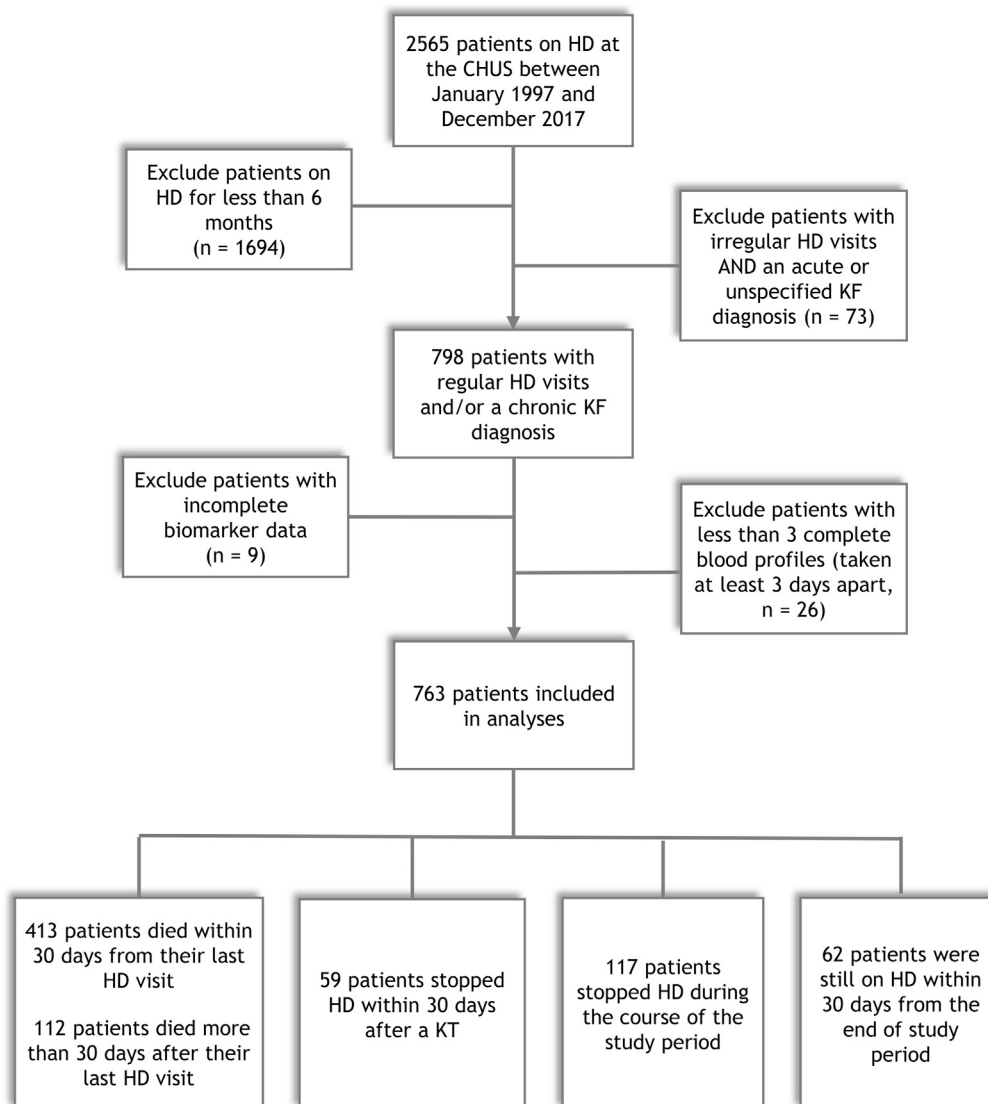 2565 patients on HD at
the CHUS between
January 1997 and
December 2017
Exclude patients on
HD for less than 6
months
(n = 1694)
Exclude patients with
irregular HD visits
AND an acute or
unspecified KF
diagnosis (n = 73)
798 patients with
regular HD visits
and/or a chronic KF
diagnosis
Exclude patients with
incomplete
biomarker data
(n = 9)
Exclude patients with
less than 3 complete
blood profiles (taken
at least 3 days apart,
n = 26)
763 patients included
in analyses
413 patients died within
30 days from their last
HD visit
112 patients died more
than 30 days after their
last HD visit
59 patients stopped
HD within 30 days
after a KT
117 patients
stopped HD during
the course of the
study period
62 patients were
still on HD within
30 days from the
end of study
period